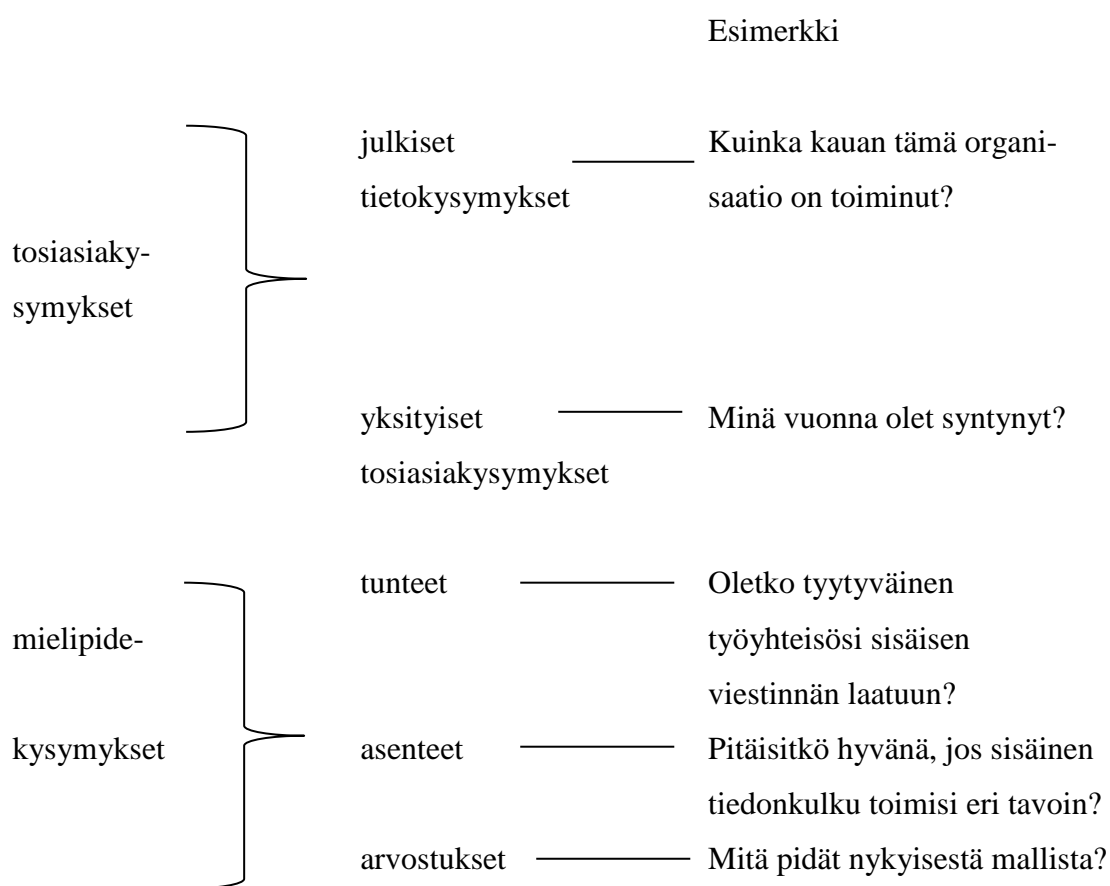 Esimerkki
julkiset
Kuinka kauan tämä organi-
tietokysymykset
saatio on toiminut?
tosiasiaky-
symykset
yksityiset
Minä vuonna olet syntynyt?
tosiasiakysymykset
tunteet
Oletko tyytyväinen
mielipide-
työyhteisösi sisäisen
viestinnän laatuun?
kysymykset
asenteet
Pitäisitkö hyvänä, jos sisäinen
tiedonkulku toimisi eri tavoin?
arvostukset
Mitä pidät nykyisestä mallista?